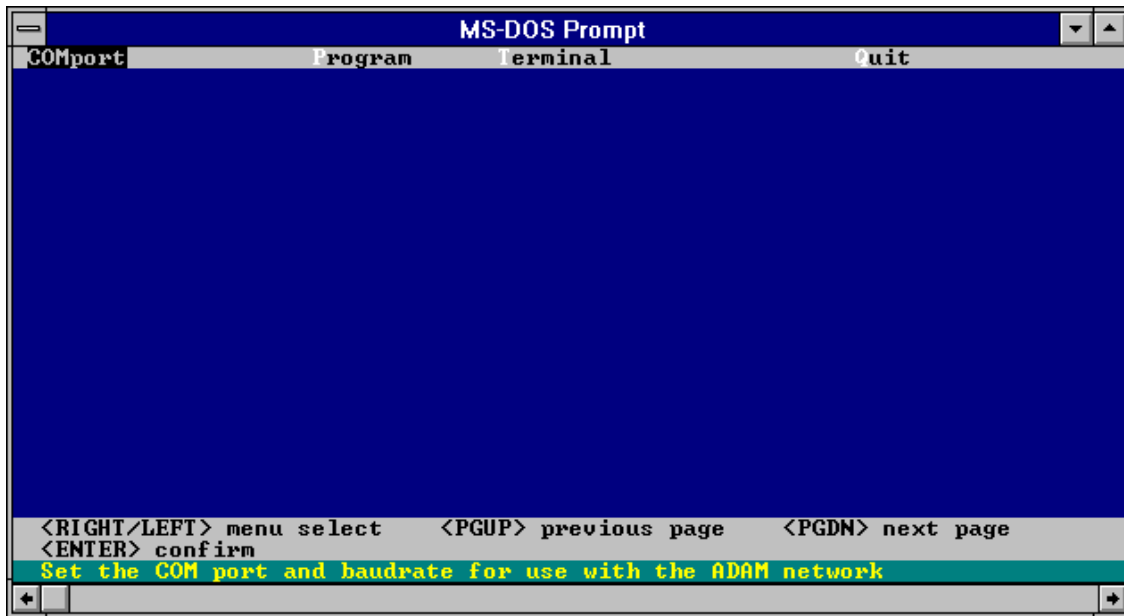 MS-DOS Prompt
COMport Program Terminal Quit
<RIGHT/LEFT> menu select <PGUP> previous page <PGDN> next page
<ENTER> confirm
Set the COM port and baudrate for use with the ADAM network